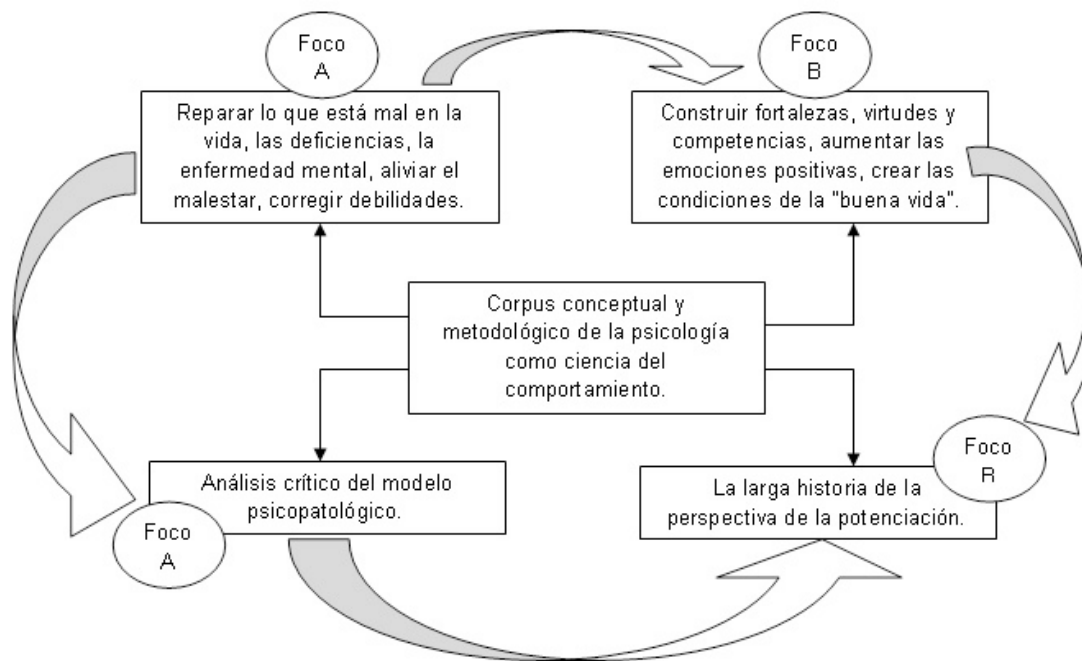 Foco
A
Reparar lo que está mal en la
vida, las deficiencias, la
enfermedad mental, aliviar el
malestar, corregir debilidades.
Foco
B
Construir fortalezas, virtudes y
competencias, aumentar las
emociones positivas, crear las
condiciones de la "buena vida".
Corpus conceptual y
metodológico de la psicología
como ciencia del
comportamiento.
Análisis crítico del modelo
psicopatológico.
Foco
A
Foco
R
La larga historia de la
perspectiva de la potenciación.